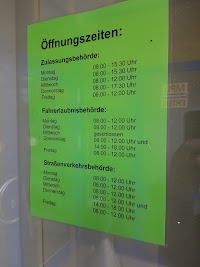 Öffnungszeiten:
Zulassungsbehörde:
Montag 08.00 - 15.30 Uhr
Dienstag 08.00 - 15.30 Uhr
Mittwoch 08.00 - 12.00 Uhr
Donnerstag 08.00 - 17.30 Uhr
Freitag 08.00 - 12.00 Uhr
Fahrerlaubnisbehörde:
Montag 08.00 - 12.00 Uhr
Dienstag 08.00 - 12.00 Uhr
Mittwoch geschlossen
Donnerstag 08.00 - 12.00 Uhr und
14.00 - 18.00 Uhr
Freitag 08.00 - 12.00 Uhr
Straßenverkehrsbehörde:
Montag 08.00 - 12.00 Uhr
Dienstag 08.00 - 12.00 Uhr
Mittwoch 08.00 - 12.00 Uhr
Donnerstag 08.00 - 12.00 Uhr und
14.00 - 18.00 Uhr
Freitag 08.00 - 12.00 Uhr